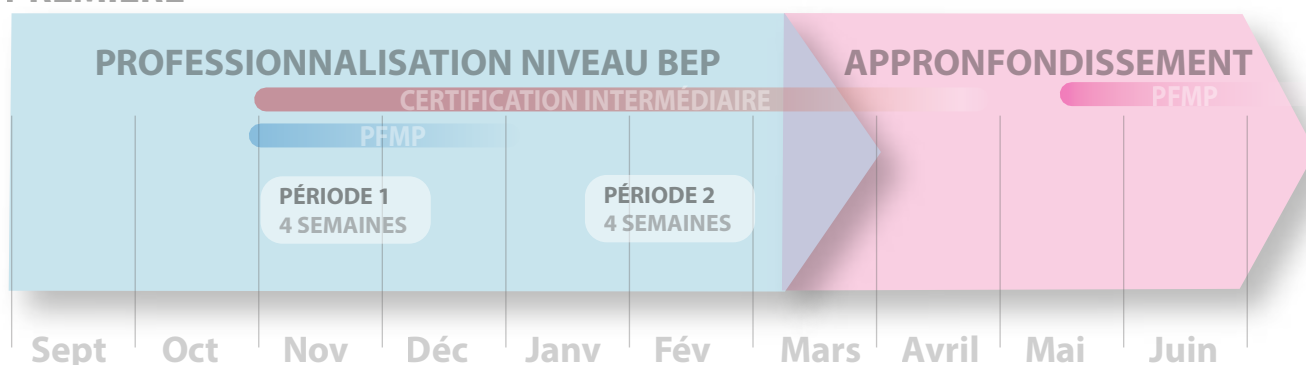 PREMIÈRE
PROFESSIONNALISATION NIVEAU BEP
APPRONFONDISSEMENT
CERTIFICATION INTERMÉDIAIRE
PFMP
PFMP
PÉRIODE 1
4 SEMAINES
PÉRIODE 2
4 SEMAINES
Sept Oct Nov Déc Janv Fév Mars Avril Mai Juin